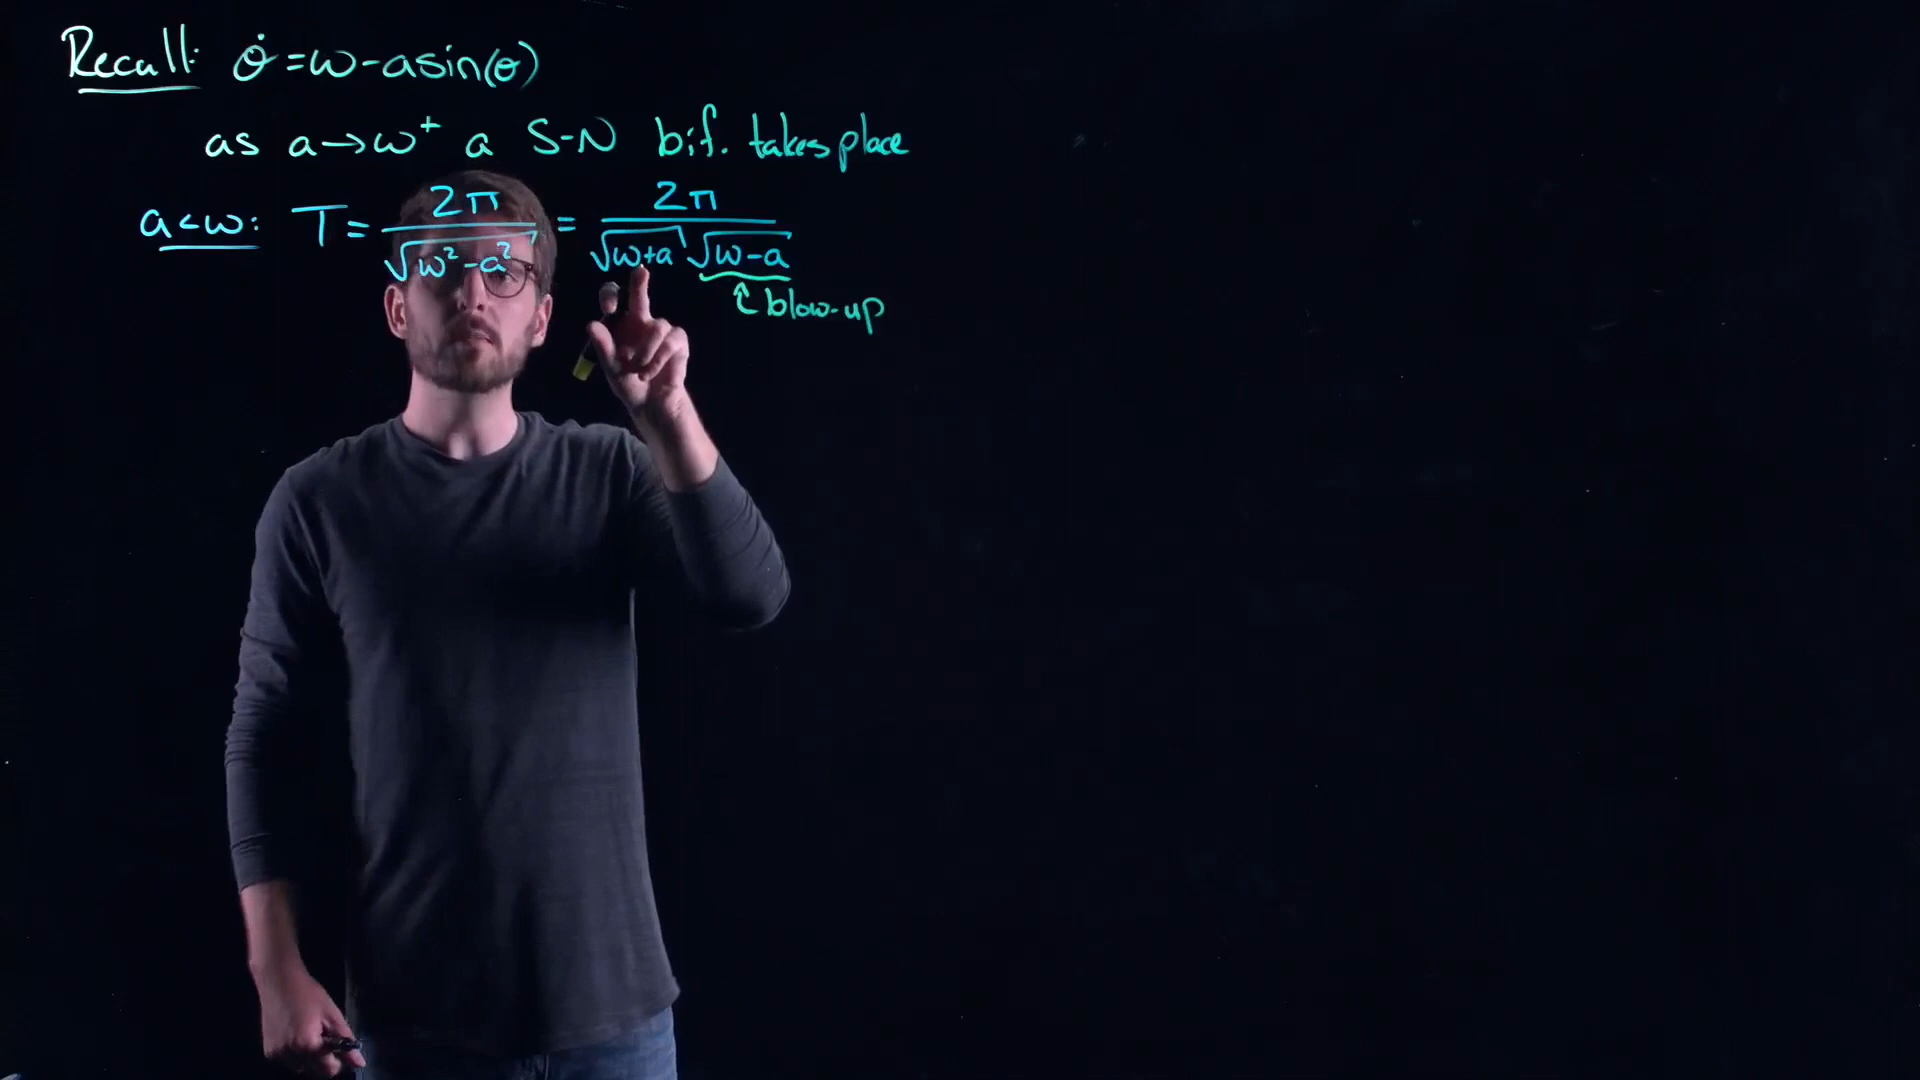 Recall: θ̇ = ω - a sin(θ)
as a → ω⁺ a S-N bif. takes place
a < ω: T = 2π / √(ω² - a²) = 2π / (√(ω+a) √(ω-a))
↑ blow-up